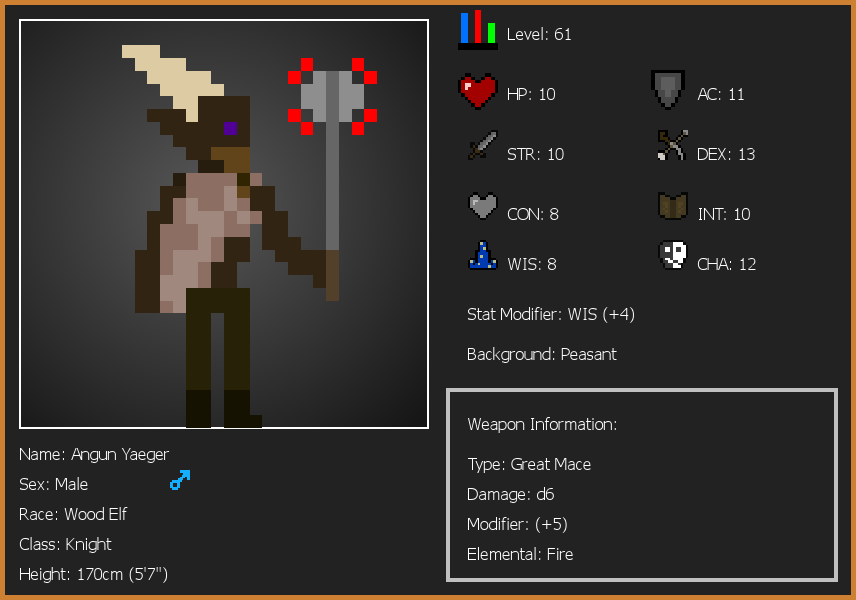 Level: 61
HP: 10
AC: 11
STR: 10
DEX: 13
CON: 8
INT: 10
WIS: 8
CHA: 12
Stat Modifier: WIS (+4)
Background: Peasant
Weapon Information:
Type: Great Mace
Damage: d6
Modifier: (+5)
Elemental: Fire
Name: Angun Yaeger
Sex: Male
Race: Wood Elf
Class: Knight
Height: 170cm (5'7")